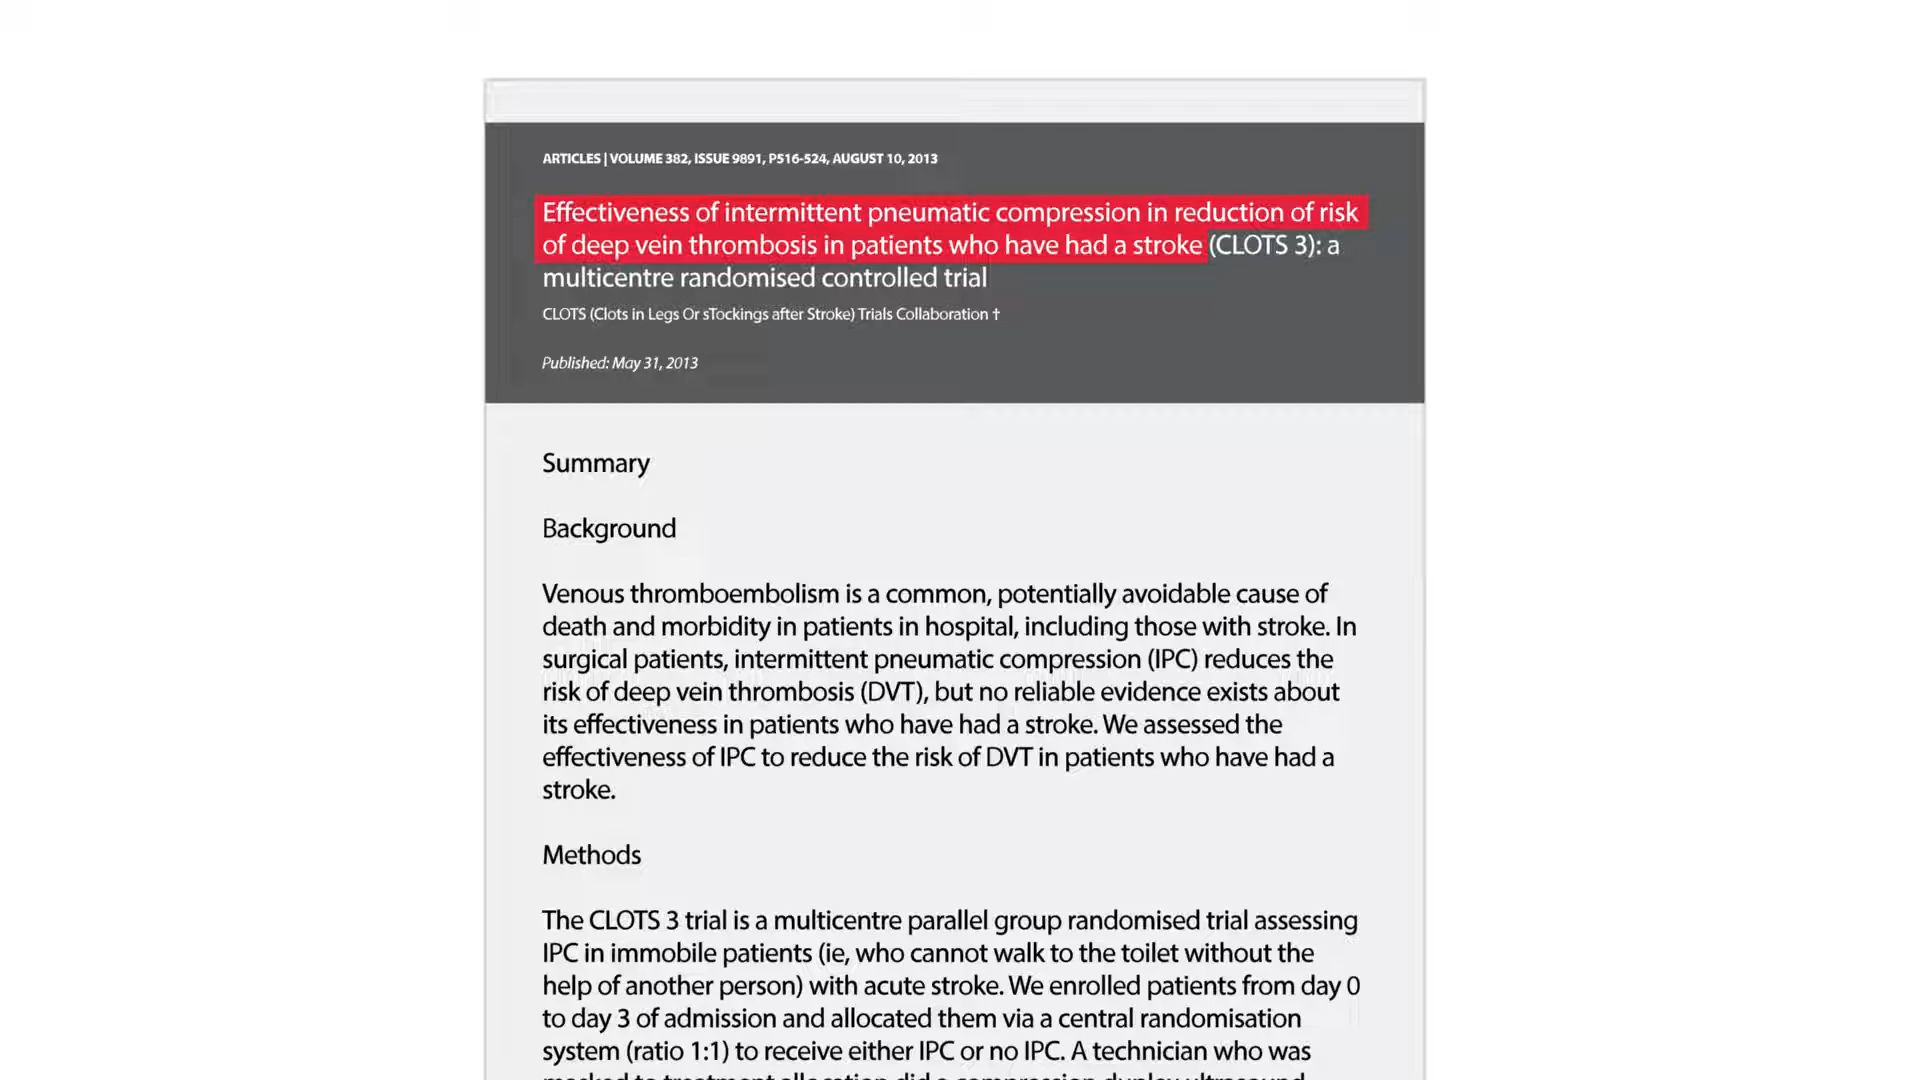 ARTICLES | VOLUME 382, ISSUE 9891, P516-524, AUGUST 10, 2013
Effectiveness of intermittent pneumatic compression in reduction of risk
of deep vein thrombosis in patients who have had a stroke (CLOTS 3): a
multicentre randomised controlled trial
CLOTS (Clots in Legs Or sTockings after Stroke) Trials Collaboration †
Published: May 31, 2013
Summary
Background
Venous thromboembolism is a common, potentially avoidable cause of
death and morbidity in patients in hospital, including those with stroke. In
surgical patients, intermittent pneumatic compression (IPC) reduces the
risk of deep vein thrombosis (DVT), but no reliable evidence exists about
its effectiveness in patients who have had a stroke. We assessed the
effectiveness of IPC to reduce the risk of DVT in patients who have had a
stroke.
Methods
The CLOTS 3 trial is a multicentre parallel group randomised trial assessing
IPC in immobile patients (ie, who cannot walk to the toilet without the
help of another person) with acute stroke. We enrolled patients from day 0
to day 3 of admission and allocated them via a central randomisation
system (ratio 1:1) to receive either IPC or no IPC. A technician who was